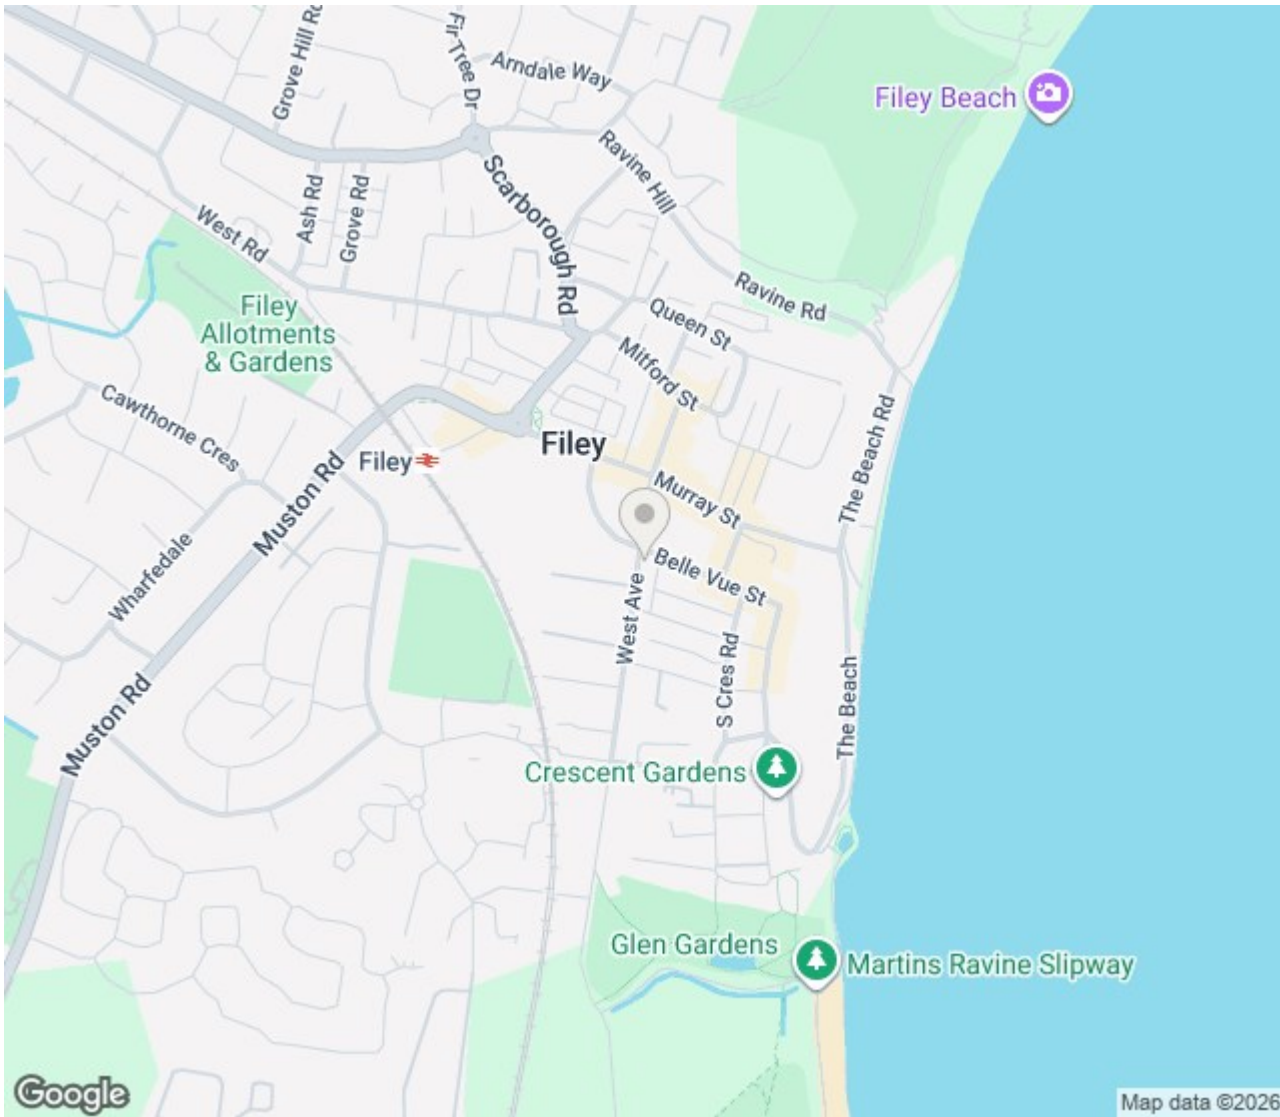 Grove Hill Rd
Fir Tree Dr
Arndale Way
Filey Beach
Ravine Hill
Scarborough Rd
Ash Rd
Grove Rd
West Rd
Ravine Rd
Filey
Allotments
& Gardens
Queen St
Mitford St
Cawthorne Cres
The Beach Rd
Filey
Filey
Muston Rd
Murray St
Wharfedale
Belle Vue St
West Ave
S Cres Rd
The Beach
Muston Rd
Crescent Gardens
Glen Gardens
Martins Ravine Slipway
Google
Map data ©2026